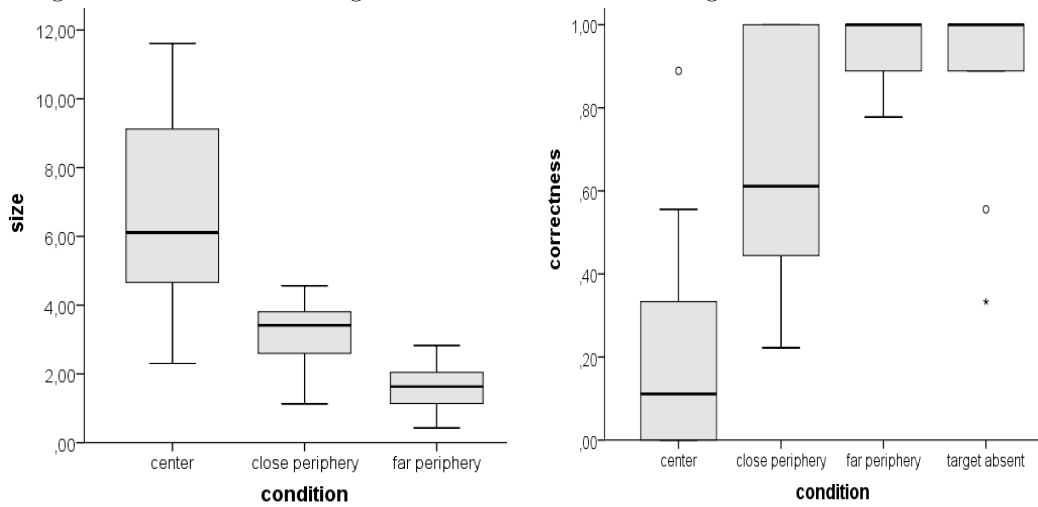 12,00
10,00
8,00
6,00
4,00
2,00
,00
size
center close periphery far periphery
condition
1,00
,80
,60
,40
,20
,00
correctness
center close periphery far periphery target absent
condition